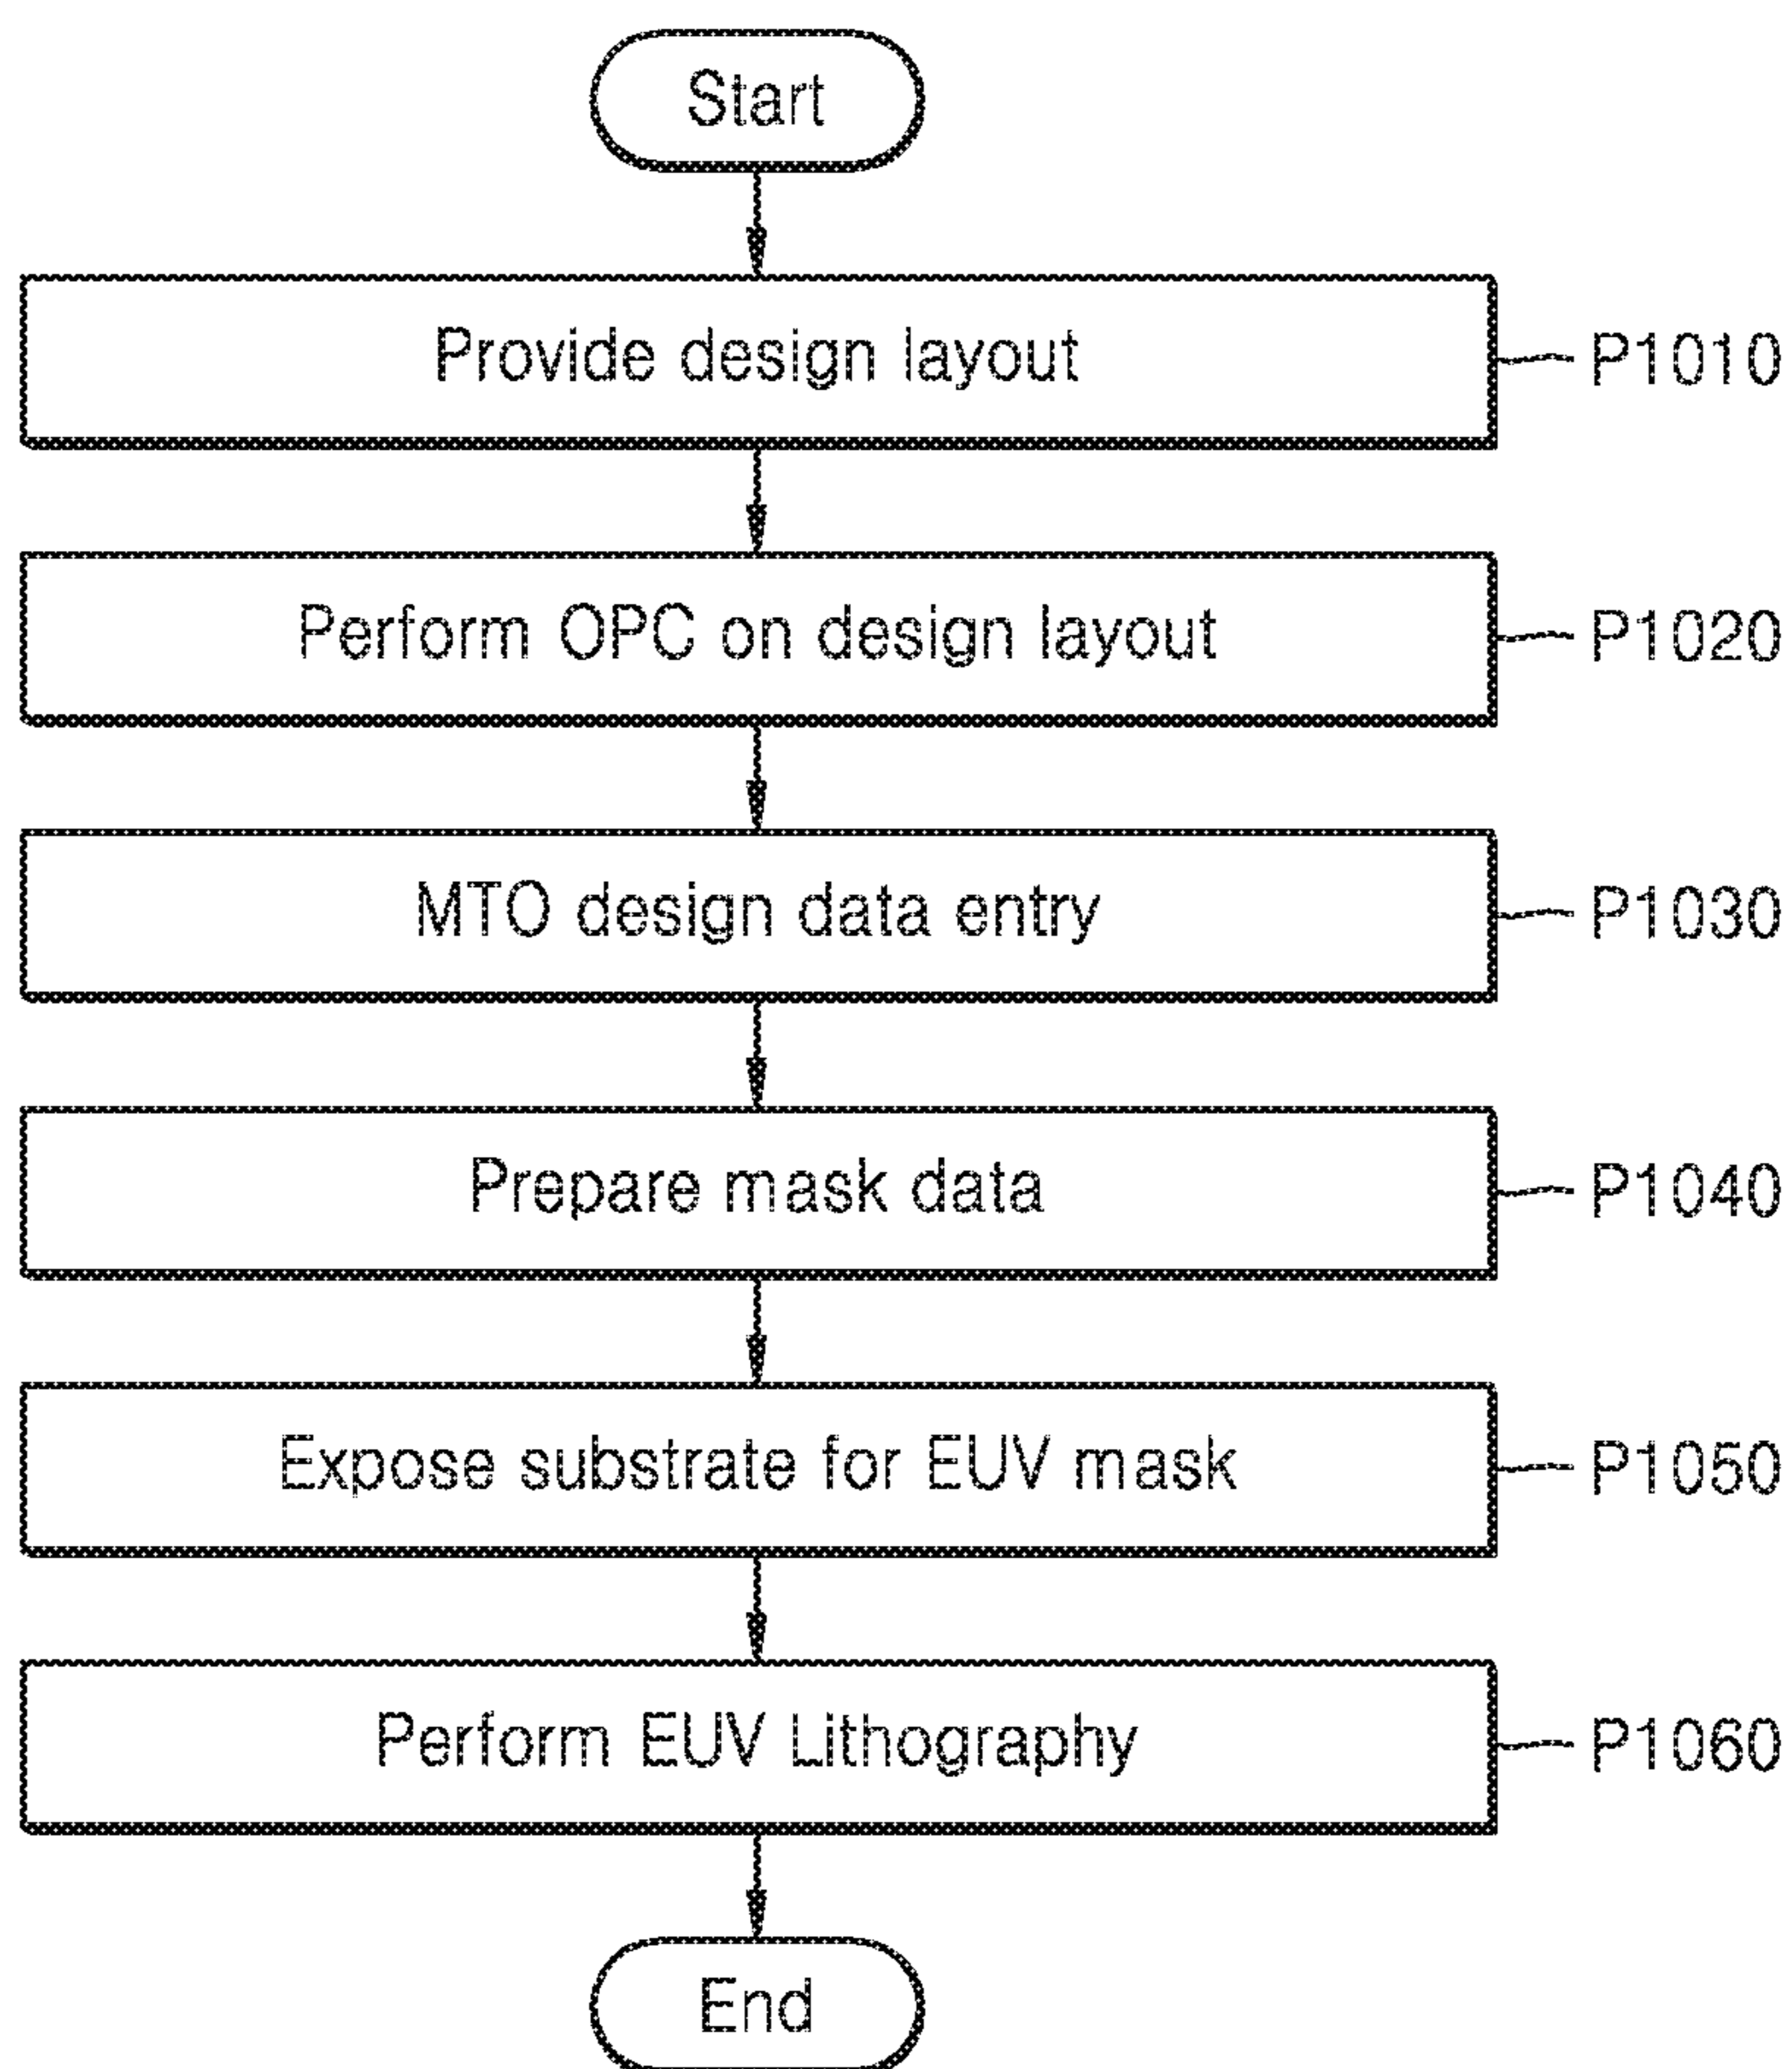 Start
Provide design layout P1010
Perform OPC on design layout P1020
MTO design data entry P1030
Prepare mask data P1040
Expose substrate for EUV mask P1050
Perform EUV Lithography P1060
End